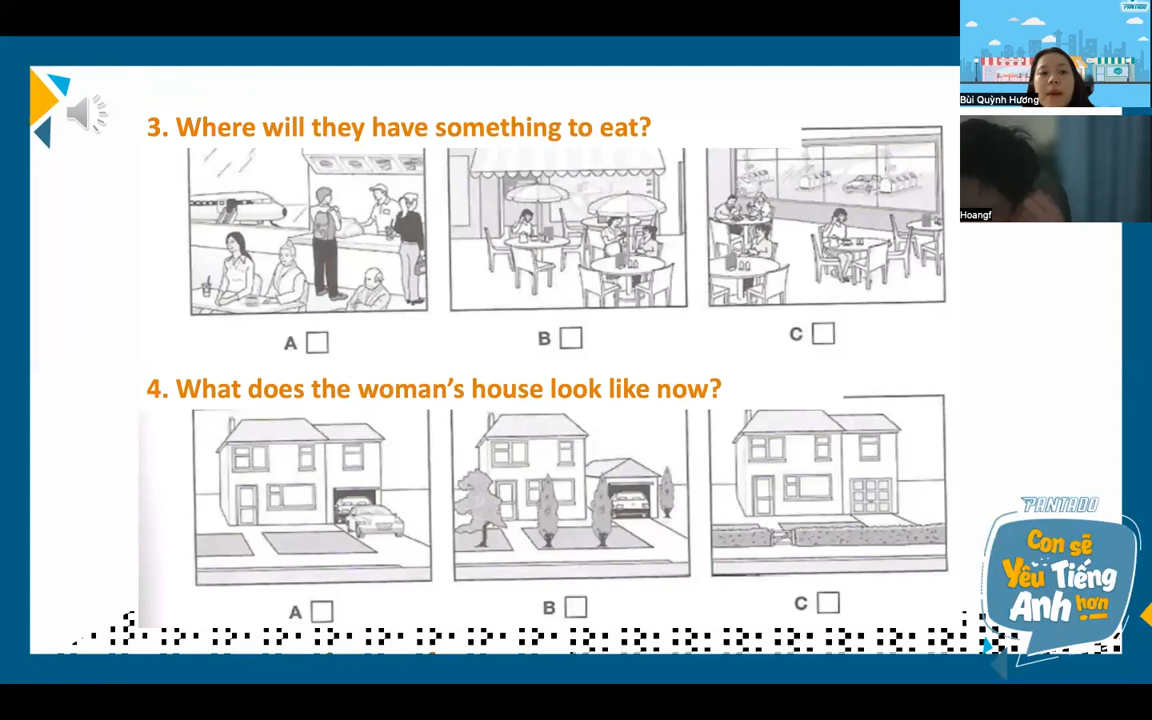 PANTADO
Bùi Quỳnh Hương
Hoangf
3. Where will they have something to eat?
A
B
C
4. What does the woman's house look like now?
A
B
C
PANTADO
Con sẽ
Yêu Tiếng
Anh hơn